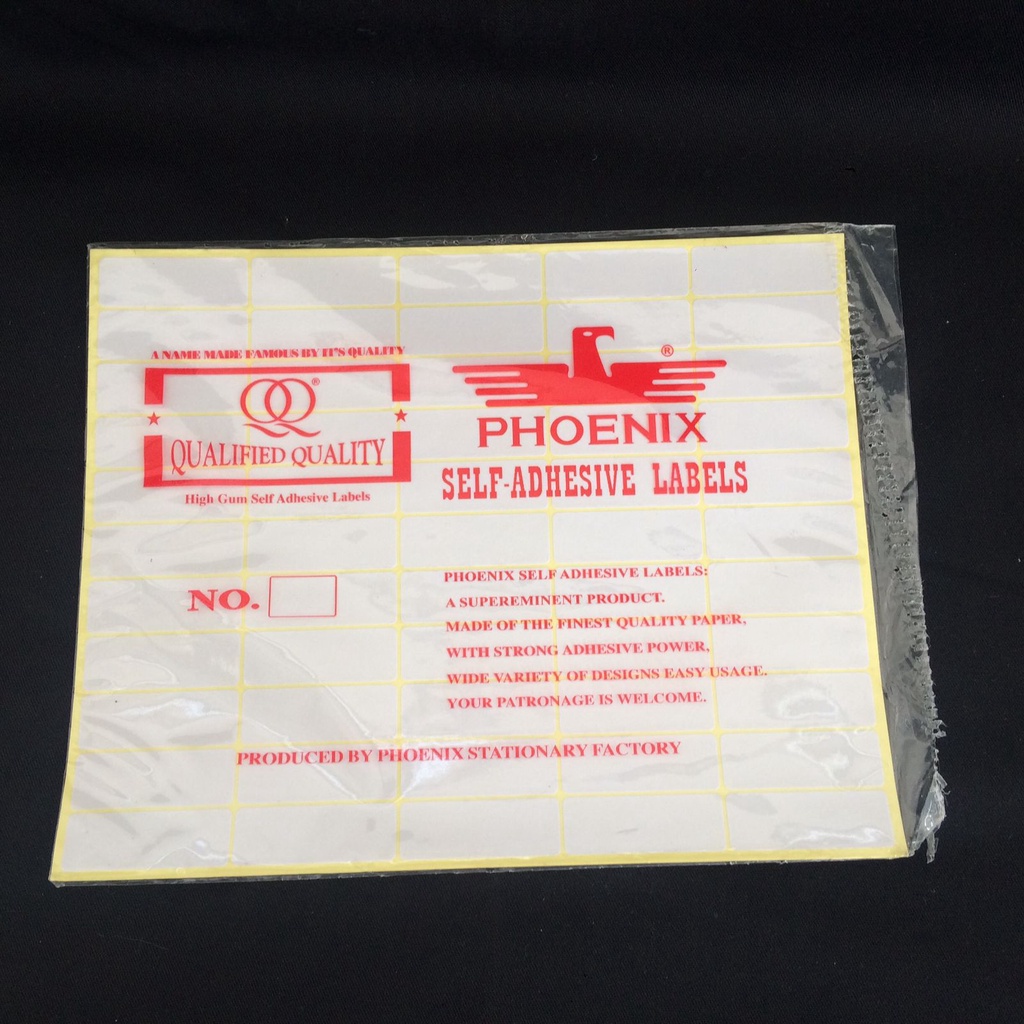 A NAME MADE FAMOUS BY IT'S QUALITY
QQ®
QUALIFIED QUALITY
High Gum Self Adhesive Labels
®
PHOENIX
SELF-ADHESIVE LABELS
NO.
PHOENIX SELF ADHESIVE LABELS:
A SUPEREMINENT PRODUCT.
MADE OF THE FINEST QUALITY PAPER,
WITH STRONG ADHESIVE POWER,
WIDE VARIETY OF DESIGNS EASY USAGE.
YOUR PATRONAGE IS WELCOME.
PRODUCED BY PHOENIX STATIONARY FACTORY